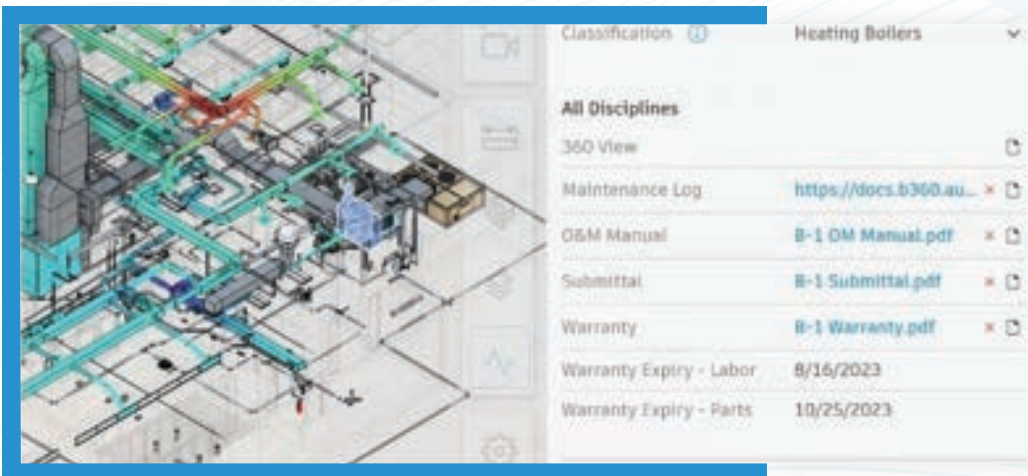 Classification Heating Boilers
All Disciplines
360 View
Maintenance Log https://docs.b360.au...
O&M Manual B-1 OM Manual.pdf
Submittal B-1 Submittal.pdf
Warranty B-1 Warranty.pdf
Warranty Expiry - Labor 8/16/2023
Warranty Expiry - Parts 10/25/2023